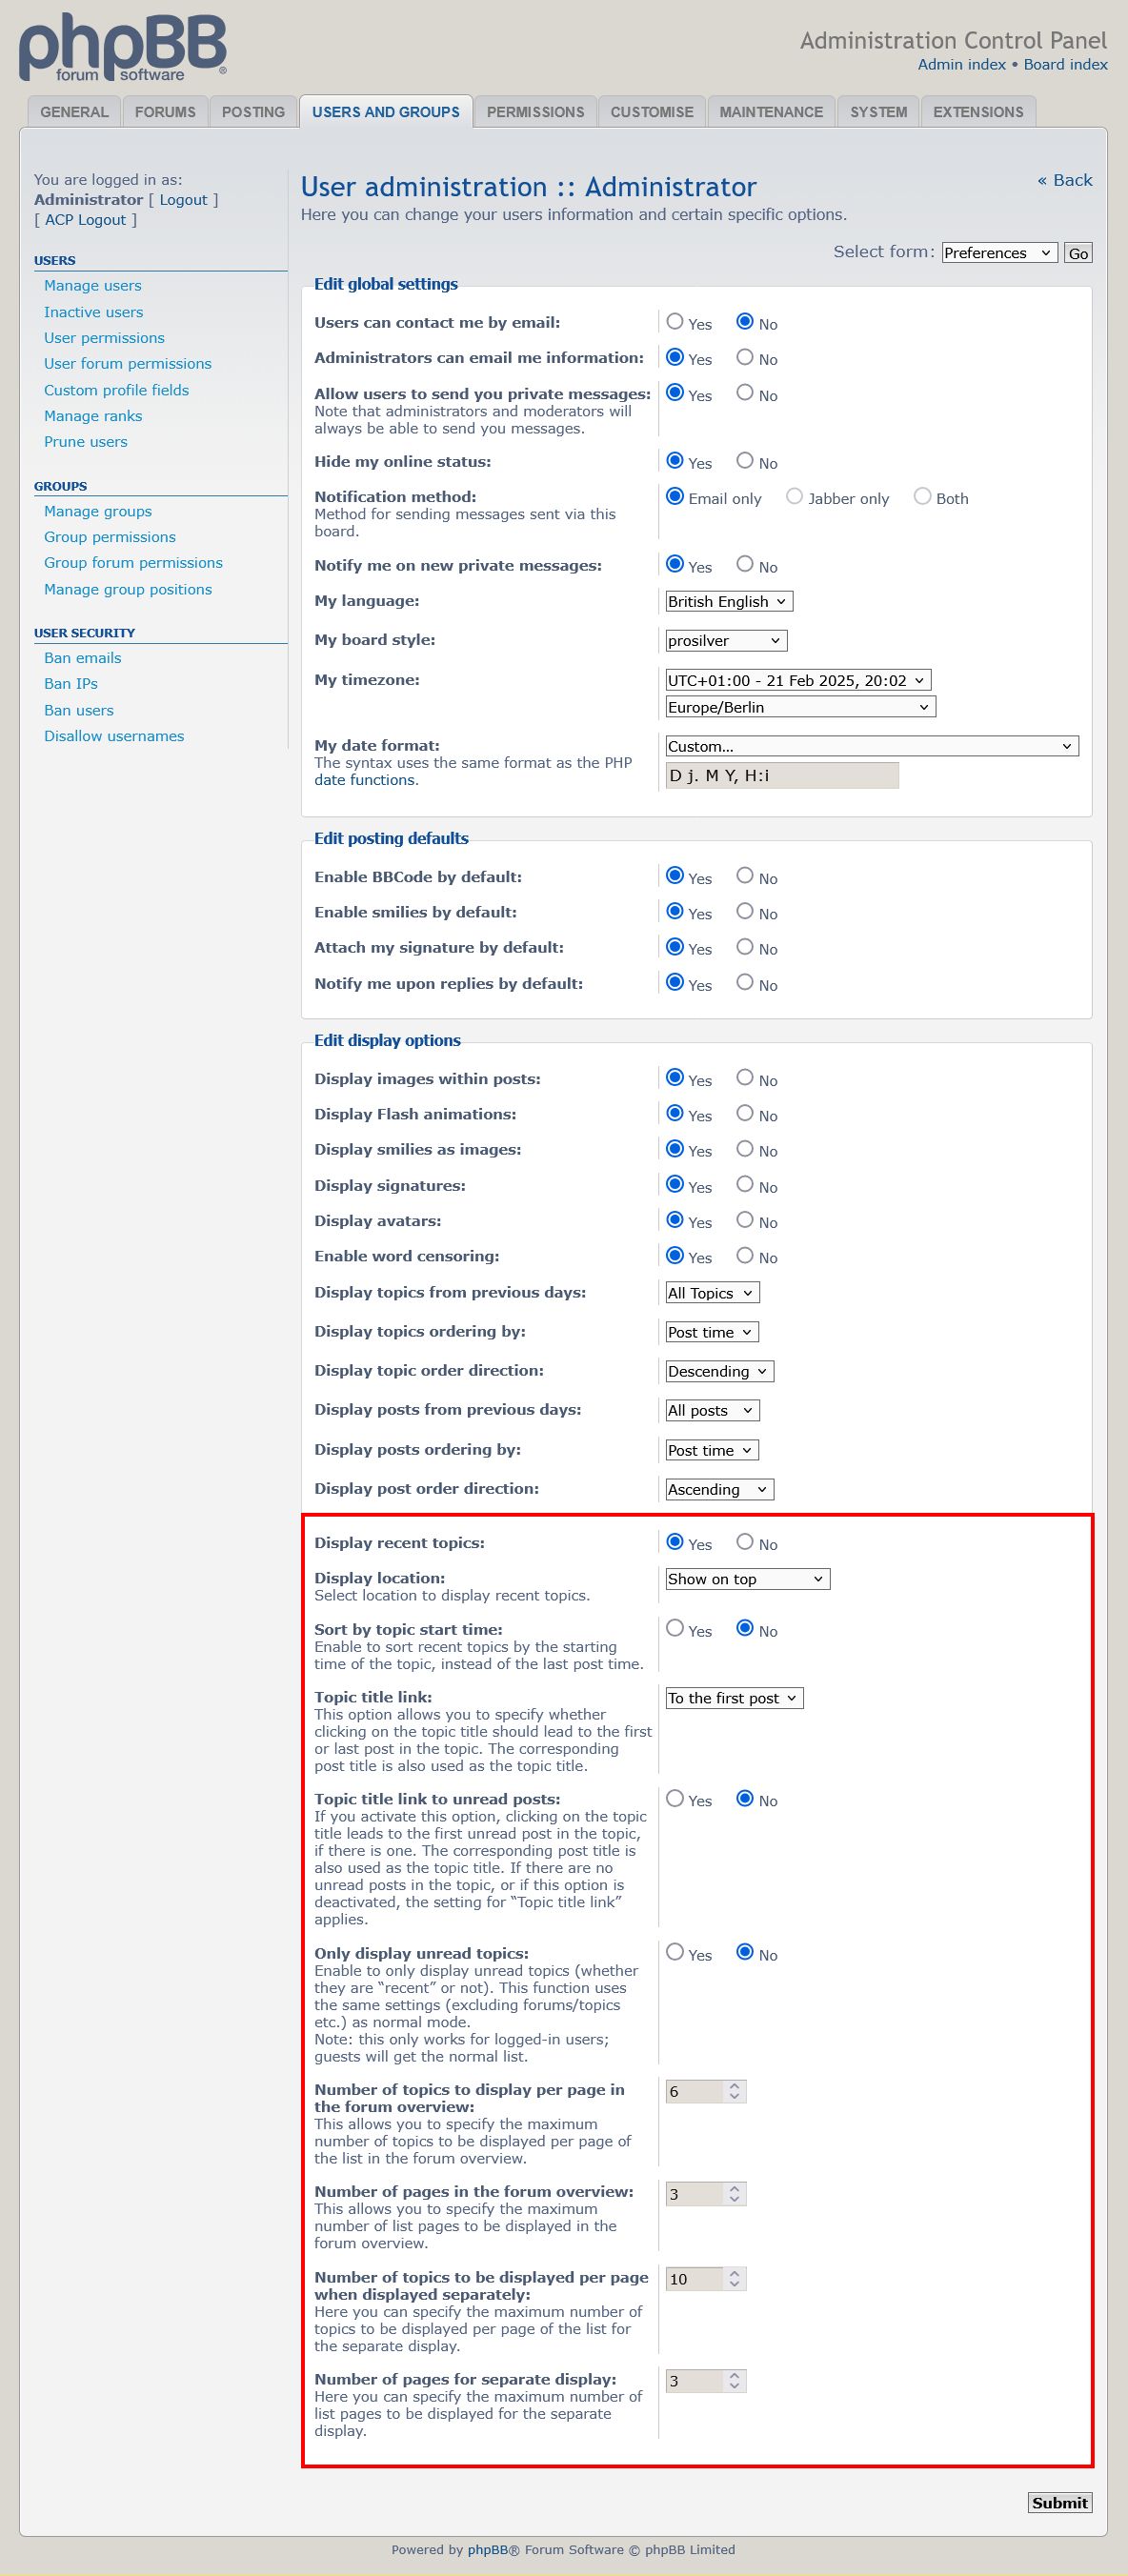 phpBB®
forum software
Administration Control Panel
Admin index • Board index
GENERAL FORUMS POSTING USERS AND GROUPS PERMISSIONS CUSTOMISE MAINTENANCE SYSTEM EXTENSIONS
You are logged in as:
Administrator [ Logout ]
[ ACP Logout ]
USERS
Manage users
Inactive users
User permissions
User forum permissions
Custom profile fields
Manage ranks
Prune users
GROUPS
Manage groups
Group permissions
Group forum permissions
Manage group positions
USER SECURITY
Ban emails
Ban IPs
Ban users
Disallow usernames
« Back
User administration :: Administrator
Here you can change your users information and certain specific options.
Select form: Preferences Go
Edit global settings
Users can contact me by email: Yes No
Administrators can email me information: Yes No
Allow users to send you private messages: Yes No
Note that administrators and moderators will
always be able to send you messages.
Hide my online status: Yes No
Notification method: Email only Jabber only Both
Method for sending messages sent via this
board.
Notify me on new private messages: Yes No
My language: British English
My board style: prosilver
My timezone: UTC+01:00 - 21 Feb 2025, 20:02
Europe/Berlin
My date format: Custom...
The syntax uses the same format as the PHP
date functions.
D j. M Y, H:i
Edit posting defaults
Enable BBCode by default: Yes No
Enable smilies by default: Yes No
Attach my signature by default: Yes No
Notify me upon replies by default: Yes No
Edit display options
Display images within posts: Yes No
Display Flash animations: Yes No
Display smilies as images: Yes No
Display signatures: Yes No
Display avatars: Yes No
Enable word censoring: Yes No
Display topics from previous days: All Topics
Display topics ordering by: Post time
Display topic order direction: Descending
Display posts from previous days: All posts
Display posts ordering by: Post time
Display post order direction: Ascending
Display recent topics: Yes No
Display location: Show on top
Select location to display recent topics.
Sort by topic start time: Yes No
Enable to sort recent topics by the starting
time of the topic, instead of the last post time.
Topic title link: To the first post
This option allows you to specify whether
clicking on the topic title should lead to the first
or last post in the topic. The corresponding
post title is also used as the topic title.
Topic title link to unread posts: Yes No
If you activate this option, clicking on the topic
title leads to the first unread post in the topic,
if there is one. The corresponding post title is
also used as the topic title. If there are no
unread posts in the topic, or if this option is
deactivated, the setting for “Topic title link”
applies.
Only display unread topics: Yes No
Enable to only display unread topics (whether
they are “recent” or not). This function uses
the same settings (excluding forums/topics
etc.) as normal mode.
Note: this only works for logged-in users;
guests will get the normal list.
Number of topics to display per page in 6
the forum overview:
This allows you to specify the maximum
number of topics to be displayed per page of
the list in the forum overview.
Number of pages in the forum overview: 3
This allows you to specify the maximum
number of list pages to be displayed in the
forum overview.
Number of topics to be displayed per page 10
when displayed separately:
Here you can specify the maximum number of
topics to be displayed per page of the list for
the separate display.
Number of pages for separate display: 3
Here you can specify the maximum number of
list pages to be displayed for the separate
display.
Submit
Powered by phpBB® Forum Software © phpBB Limited